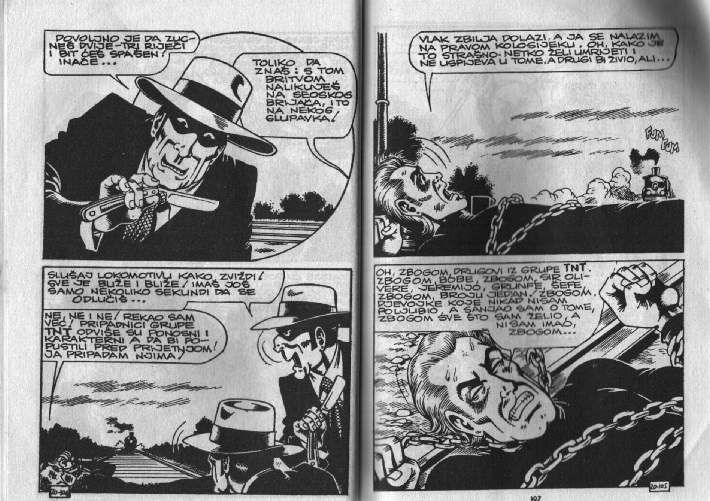 DOVOLJNO JE DA ZUC-
NEŠ DVIJE-TRI RIJEČI
I BIT ĆEŠ SPAŠEN!
INAČE...
TOLIKO DA
ZNAŠ: S TOM
BRITVOM
NALIKUJEŠ
NA SEOSKOG
BRIJAČA, I TO
NA NEKOG
GLUPAVKA!
SLUŠAJ LOKOMOTIVU KAKO ZVIŽDI!
SVE JE BLIŽE I BLIŽE! IMAŠ JOŠ
SAMO NEKOLIKO SEKUNDI DA SE
ODLUČIŠ...
NE, NE I NE! REKAO SAM
VEĆ! PRIPADNICI GRUPE
TNT ODVIŠE SU PONOSNI I
KARAKTERNI A DA BI PO-
PUSTILI PRED PRIJETNJOM!
JA PRIPADAM NJIMA!
VLAK ZBILJA DOLAZI, A JA SE NALAZIM
NA PRAVOM KOLOSIJEKU. OH, KAKO JE
TO STRAŠNO: NETKO ŽELI UMRIJETI I
NE USPIJEVA U TOME, A DRUGI BI ŽIVIO, ALI...
FUM,
FUM
OH, ZBOGOM, DRUGOVI IZ GRUPE TNT.
ZBOGOM, BOBE, ZBOGOM, SIR OLI-
VERE, JEREMIJO, GRUNFE, ŠEFE,
ZBOGOM, BROJU JEDAN, ZBOGOM,
DJEVOJKE KOJE NIKAD NISAM
POLJUBIO, A SANJAO SAM O TOME,
ZBOGOM SVE ŠTO SAM ŽELIO A
NISAM IMAO,
ZBOGOM...
20-105
107